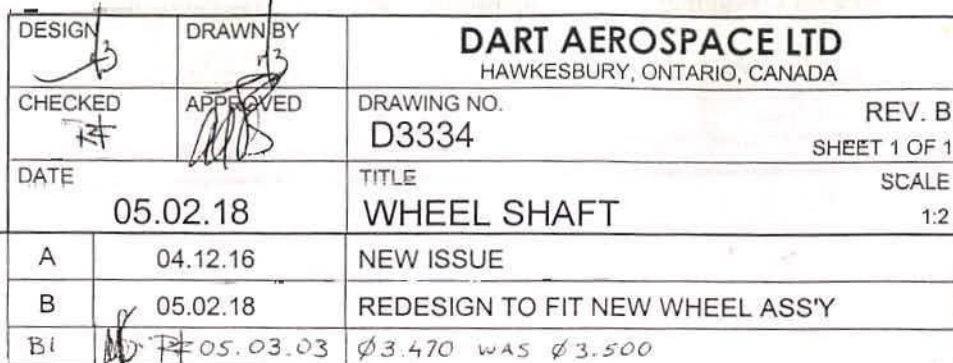 DESIGN
DRAWN BY
DART AEROSPACE LTD
HAWKESBURY, ONTARIO, CANADA
CHECKED
RF
APPROVED
DRAWING NO.
D3334
REV. B
SHEET 1 OF 1
DATE
05.02.18
TITLE
WHEEL SHAFT
SCALE
1:2
A 04.12.16 NEW ISSUE
B 05.02.18 REDESIGN TO FIT NEW WHEEL ASS'Y
B1 RF 05.03.03 Ø3.470 WAS Ø3.500